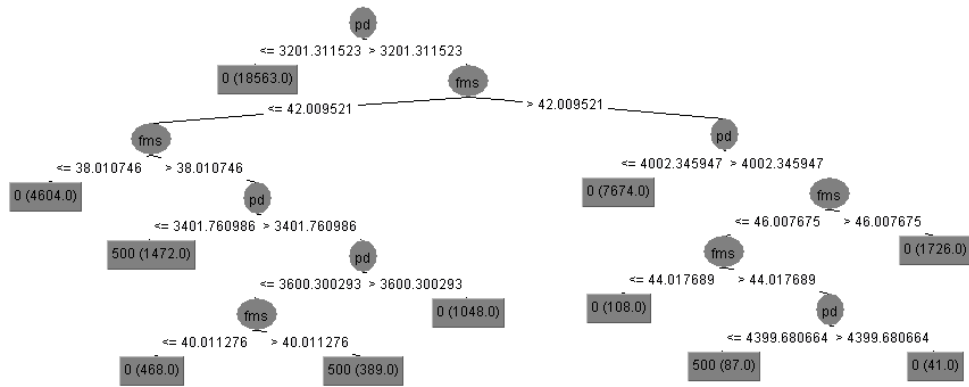 pd
<= 3201.311523 > 3201.311523
0 (18563.0)
fms
<= 42.009521
> 42.009521
fms
pd
<= 38.010746 > 38.010746
<= 4002.345947 > 4002.345947
0 (4604.0)
pd
0 (7674.0)
fms
<= 3401.760986 > 3401.760986
<= 46.007675 > 46.007675
500 (1472.0)
pd
fms
0 (1726.0)
<= 3600.300293 > 3600.300293
<= 44.017689 > 44.017689
fms
0 (1048.0)
0 (108.0)
pd
<= 40.011276 > 40.011276
<= 4399.680664 > 4399.680664
0 (468.0)
500 (389.0)
500 (87.0)
0 (41.0)